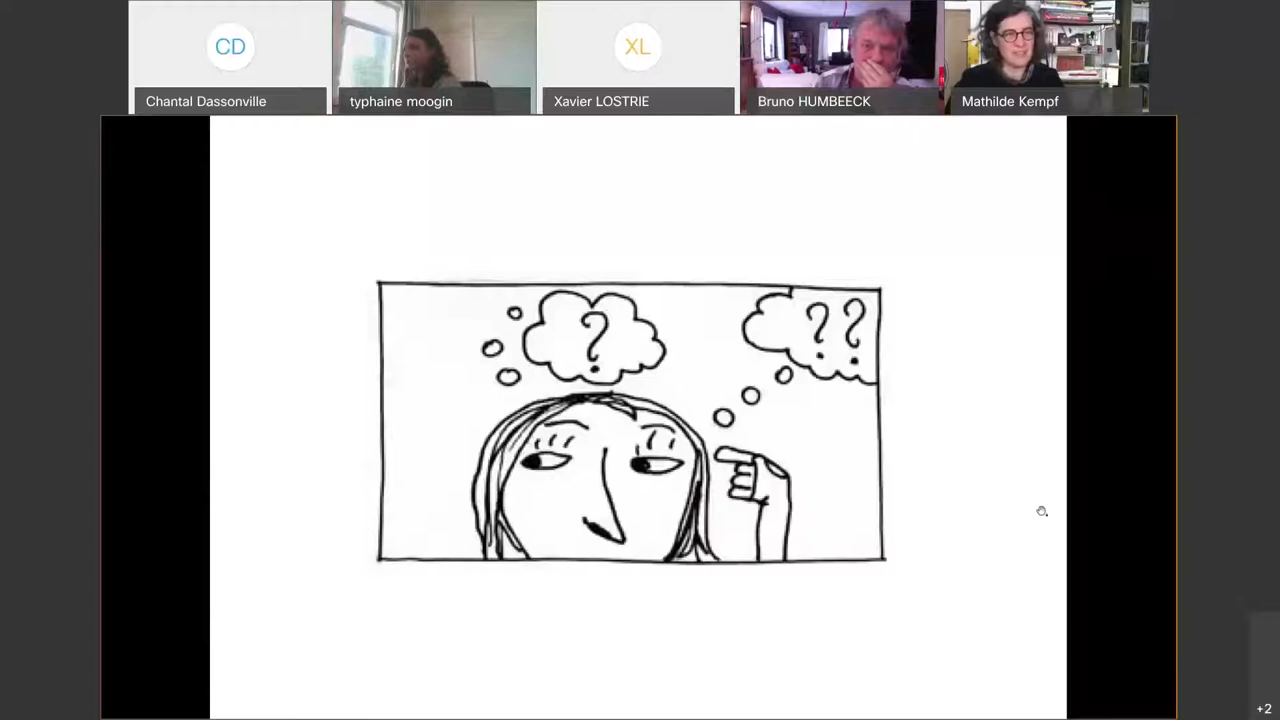 CD
XL
Chantal Dassonville
typhaine moogin
Xavier LOSTRIE
Bruno HUMBEECK
Mathilde Kempf
?
? ?
+2